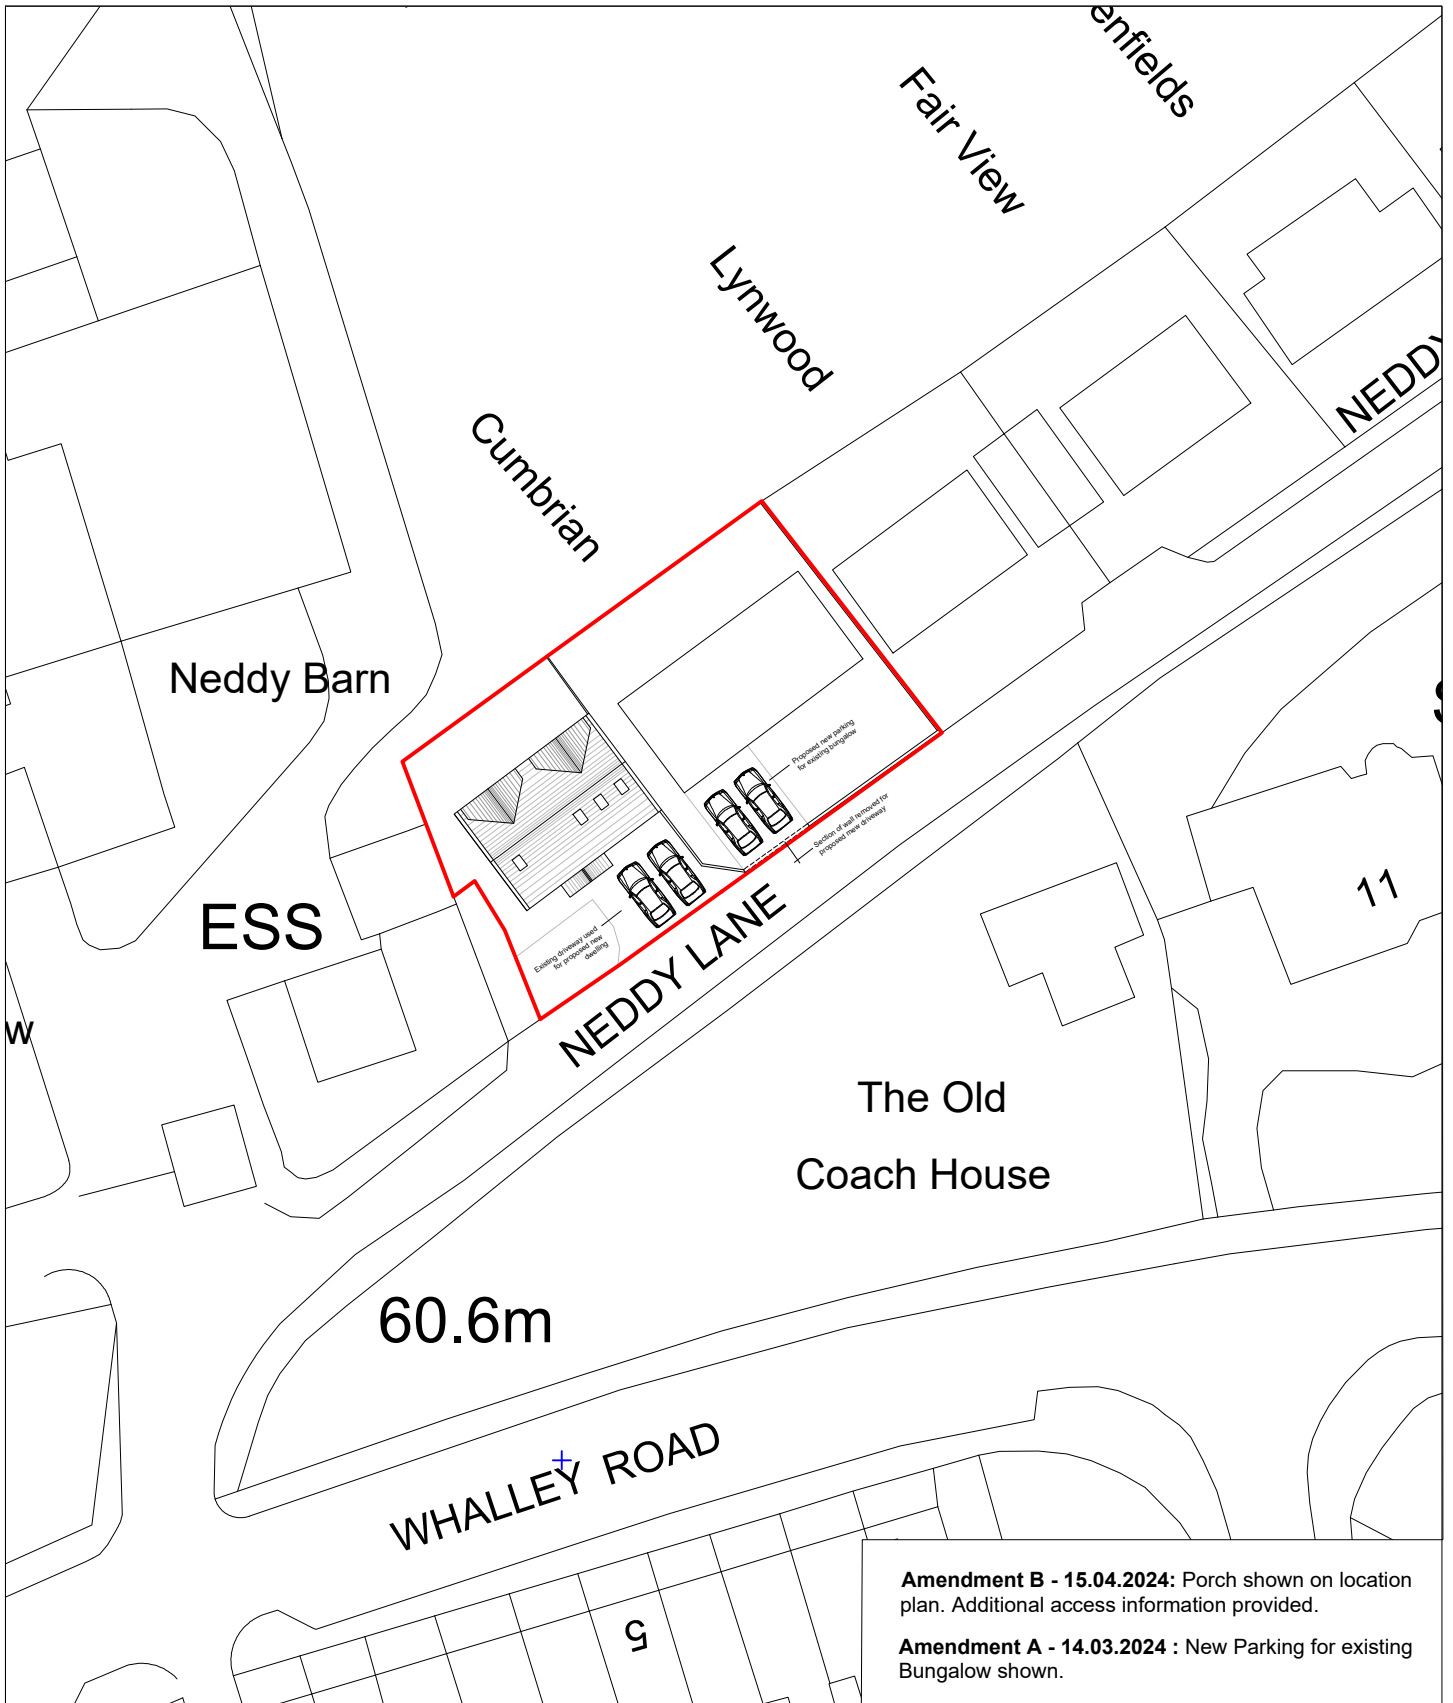 enfields
Fair View
Lynwood
NEDDY
Cumbrian
Neddy Barn
Proposed new parking
for existing bungalow
Section of wall removed for
proposed new driveway
11
ESS
Existing driveway used
for proposed new
dwelling
NEDDY LANE
w
The Old
Coach House
60.6m
WHALLEY ROAD
5
Amendment B - 15.04.2024: Porch shown on location
plan. Additional access information provided.
Amendment A - 14.03.2024 : New Parking for existing
Bungalow shown.